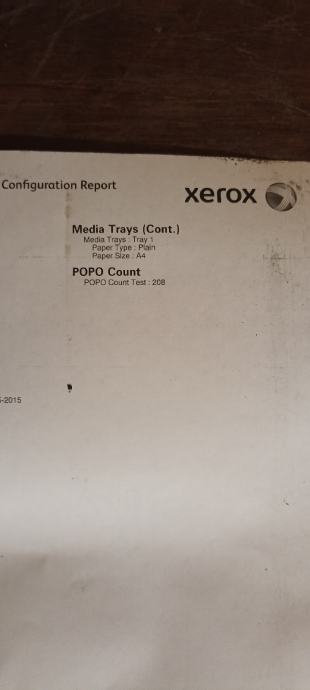 Configuration Report
xerox
Media Trays (Cont.)
Media Trays : Tray 1
Paper Type : Plain
Paper Size : A4
POPO Count
POPO Count Test : 208
-2015